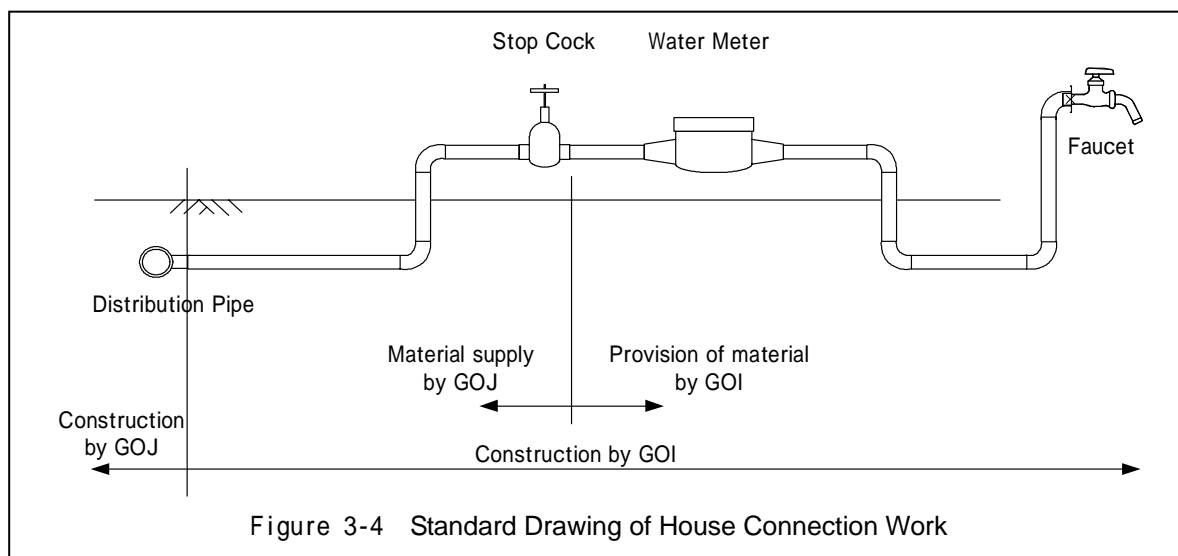 Stop Cock
Water Meter
Faucet
Distribution Pipe
Material supply
by GOJ
Provision of material
by GOI
Construction
by GOJ
Construction by GOI
Figure 3-4 Standard Drawing of House Connection Work